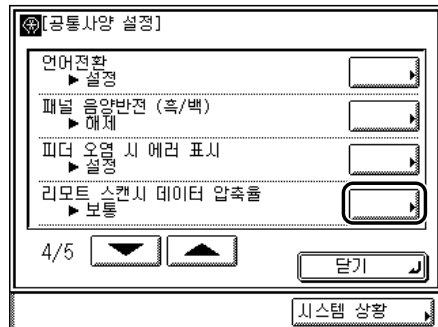 [공통사양 설정]
언어전환
▶ 설정
패널 음양반전 (흑/백)
▶ 해제
피더 오염 시 에러 표시
▶ 설정
리모트 스캔시 데이터 압축율
▶ 보통
4/5
닫기
시스템 상황